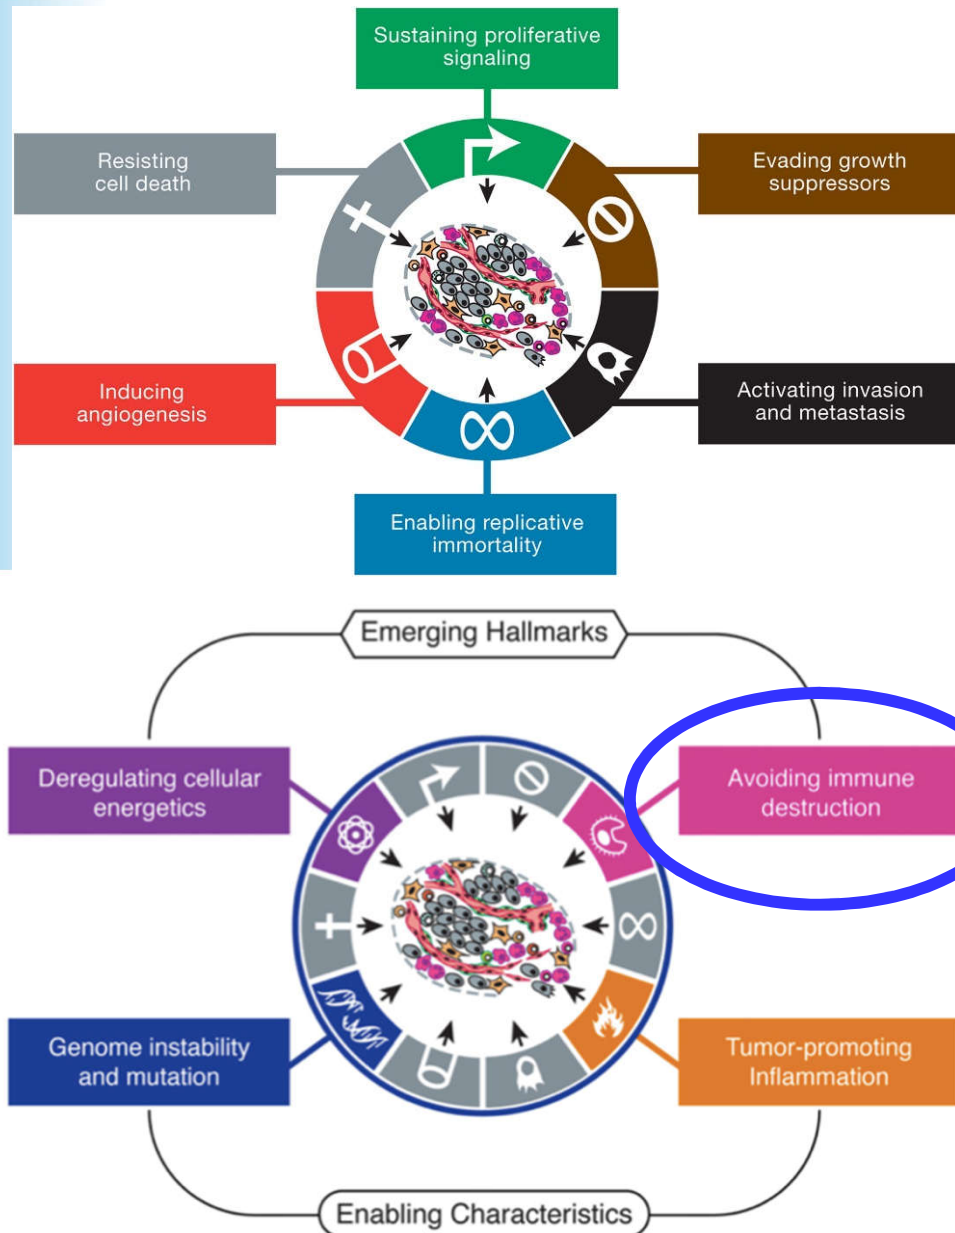 Sustaining proliferative
signaling
Resisting
cell death
Evading growth
suppressors
Inducing
angiogenesis
Activating invasion
and metastasis
Enabling replicative
immortality
Emerging Hallmarks
Deregulating cellular
energetics
Avoiding immune
destruction
Genome instability
and mutation
Tumor-promoting
Inflammation
Enabling Characteristics